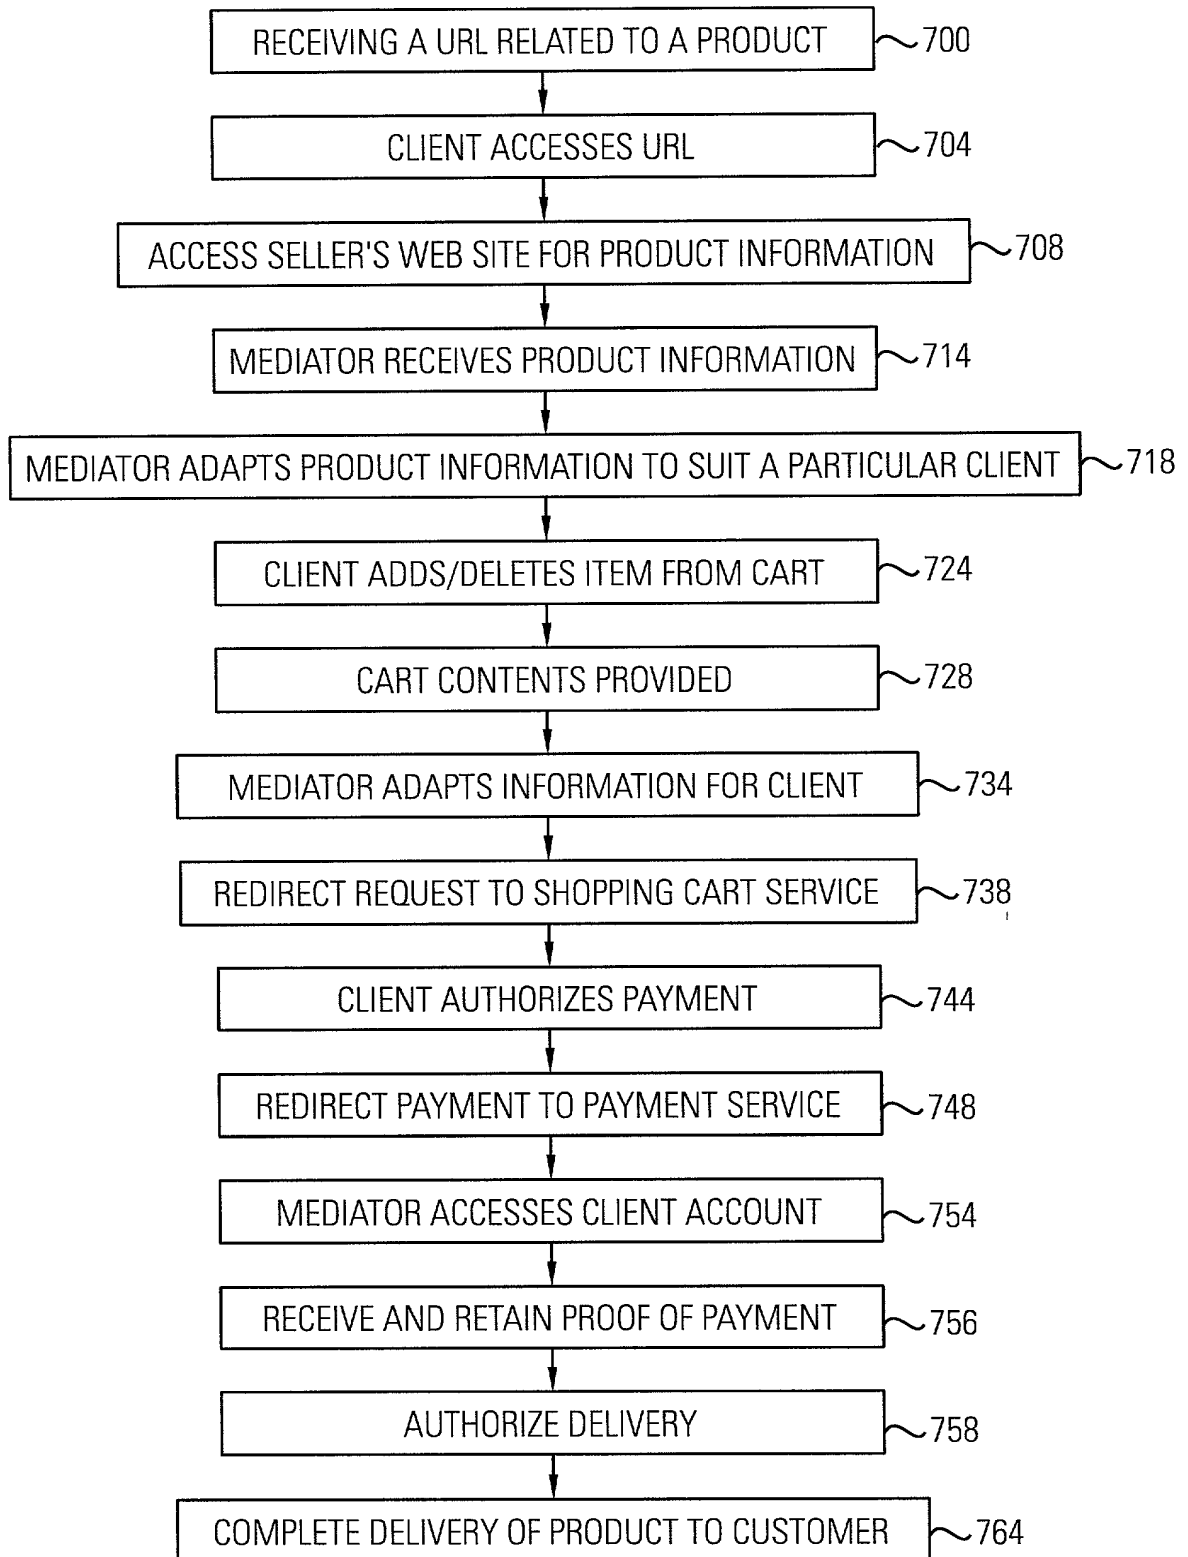 RECEIVING A URL RELATED TO A PRODUCT 700
CLIENT ACCESSES URL 704
ACCESS SELLER'S WEB SITE FOR PRODUCT INFORMATION 708
MEDIATOR RECEIVES PRODUCT INFORMATION 714
MEDIATOR ADAPTS PRODUCT INFORMATION TO SUIT A PARTICULAR CLIENT 718
CLIENT ADDS/DELETES ITEM FROM CART 724
CART CONTENTS PROVIDED 728
MEDIATOR ADAPTS INFORMATION FOR CLIENT 734
REDIRECT REQUEST TO SHOPPING CART SERVICE 738
CLIENT AUTHORIZES PAYMENT 744
REDIRECT PAYMENT TO PAYMENT SERVICE 748
MEDIATOR ACCESSES CLIENT ACCOUNT 754
RECEIVE AND RETAIN PROOF OF PAYMENT 756
AUTHORIZE DELIVERY 758
COMPLETE DELIVERY OF PRODUCT TO CUSTOMER 764